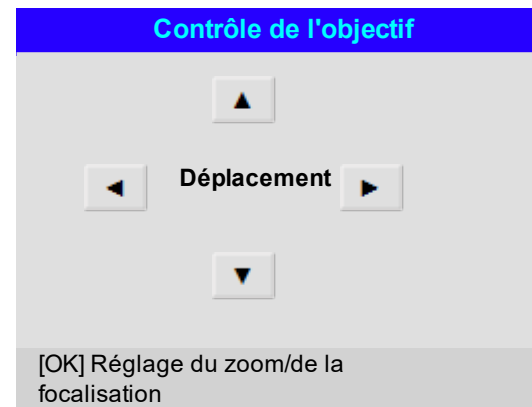 Contrôle de l'objectif
Déplacement
[OK] Réglage du zoom/de la
focalisation